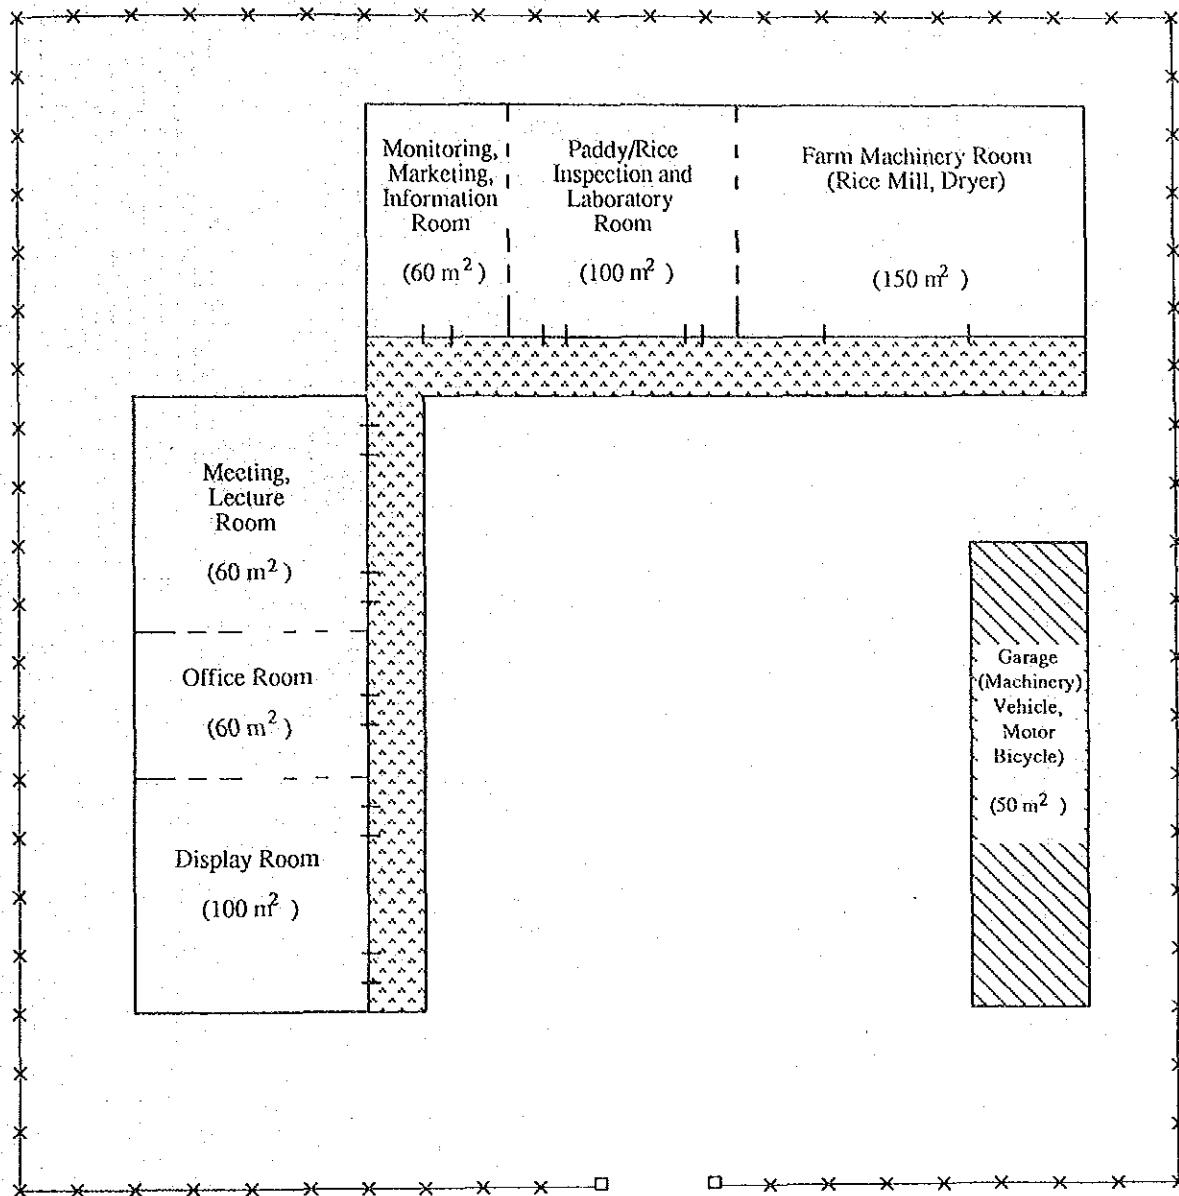 Monitoring,
Marketing,
Information
Room
(60 m²)
Paddy/Rice
Inspection and
Laboratory
Room
(100 m²)
Farm Machinery Room
(Rice Mill, Dryer)
(150 m²)
Meeting,
Lecture
Room
(60 m²)
Office Room
(60 m²)
Display Room
(100 m²)
Garage
(Machinery)
Vehicle,
Motor
Bicycle)
(50 m²)